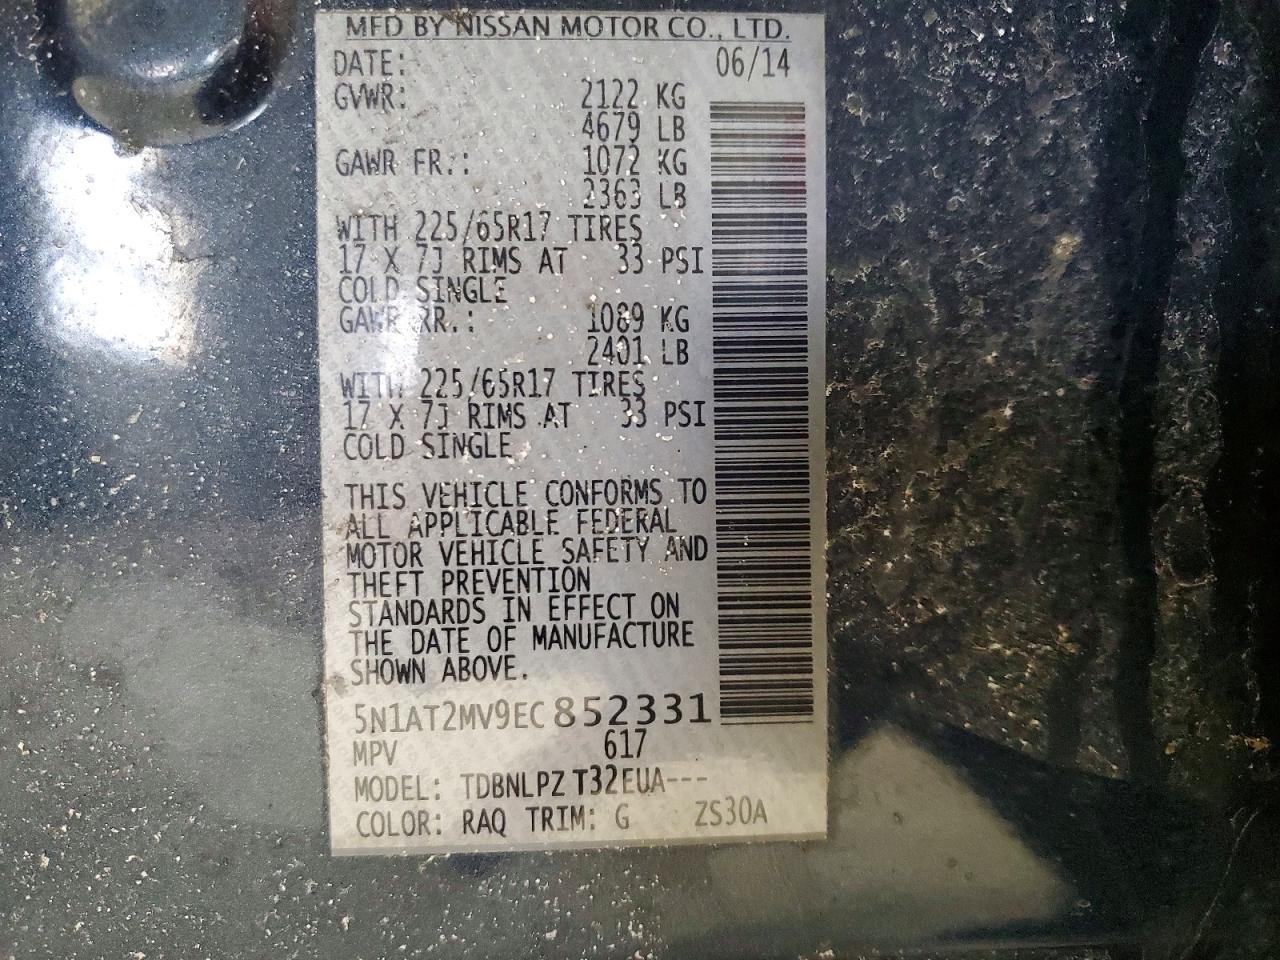 MFD BY NISSAN MOTOR CO., LTD.
DATE: 06/14
GVWR: 2122 KG
4679 LB
GAWR FR.: 1072 KG
2363 LB
WITH 225/65R17 TIRES
17 X 7J RIMS AT 33 PSI
COLD SINGLE
GAWR RR.: 1089 KG
2401 LB
WITH 225/65R17 TIRES
17 X 7J RIMS AT 33 PSI
COLD SINGLE
THIS VEHICLE CONFORMS TO
ALL APPLICABLE FEDERAL
MOTOR VEHICLE SAFETY AND
THEFT PREVENTION
STANDARDS IN EFFECT ON
THE DATE OF MANUFACTURE
SHOWN ABOVE.
5N1AT2MV9EC852331
MPV 617
MODEL: TDBNLPZ T32EUA---
COLOR: RAQ TRIM: G ZS30A